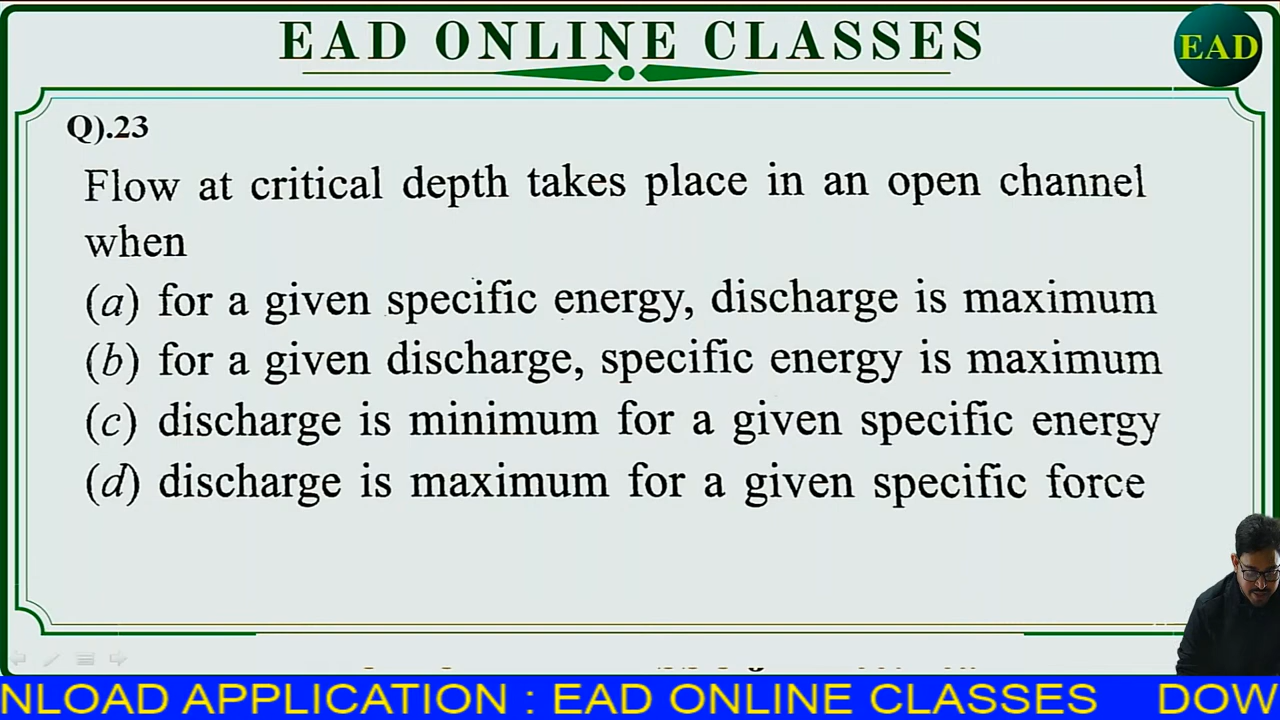 EAD ONLINE CLASSES
EAD
Q).23
Flow at critical depth takes place in an open channel
when
(a) for a given specific energy, discharge is maximum
(b) for a given discharge, specific energy is maximum
(c) discharge is minimum for a given specific energy
(d) discharge is maximum for a given specific force
NLOAD APPLICATION : EAD ONLINE CLASSES DOW